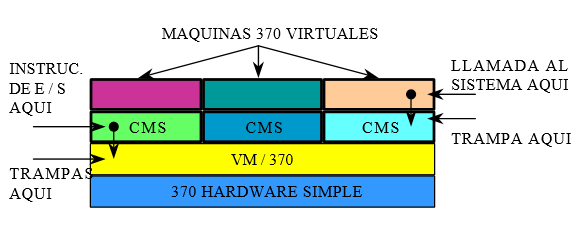 MAQUINAS 370 VIRTUALES
INSTRUC.
DE E / S
AQUI
LLAMADA AL
SISTEMA AQUI
CMS
CMS
CMS
TRAMPA AQUI
VM / 370
TRAMPAS
AQUI
370 HARDWARE SIMPLE